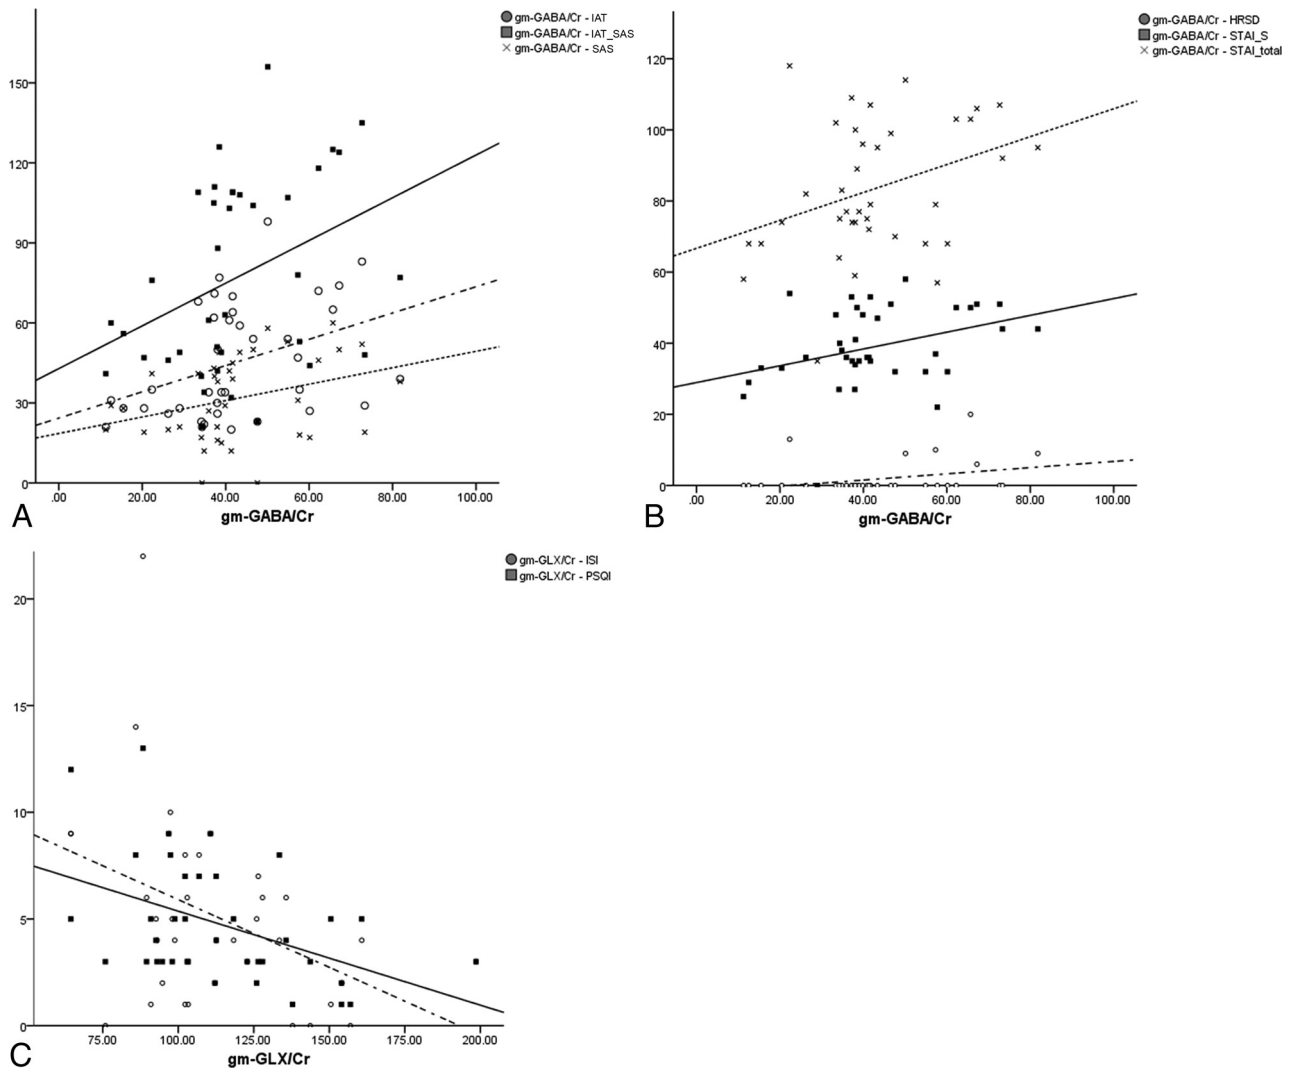 gm-GABA/Cr - IAT
gm-GABA/Cr - IAT_SAS
gm-GABA/Cr - SAS
150
120
90
60
30
0
.00 20.00 40.00 60.00 80.00 100.00
gm-GABA/Cr
A
gm-GABA/Cr - HRSD
gm-GABA/Cr - STAI_S
gm-GABA/Cr - STAI_total
120
100
80
60
40
20
0
.00 20.00 40.00 60.00 80.00 100.00
gm-GABA/Cr
B
gm-GLX/Cr - ISI
gm-GLX/Cr - PSQI
20
15
10
5
0
75.00 100.00 125.00 150.00 175.00 200.00
gm-GLX/Cr
C